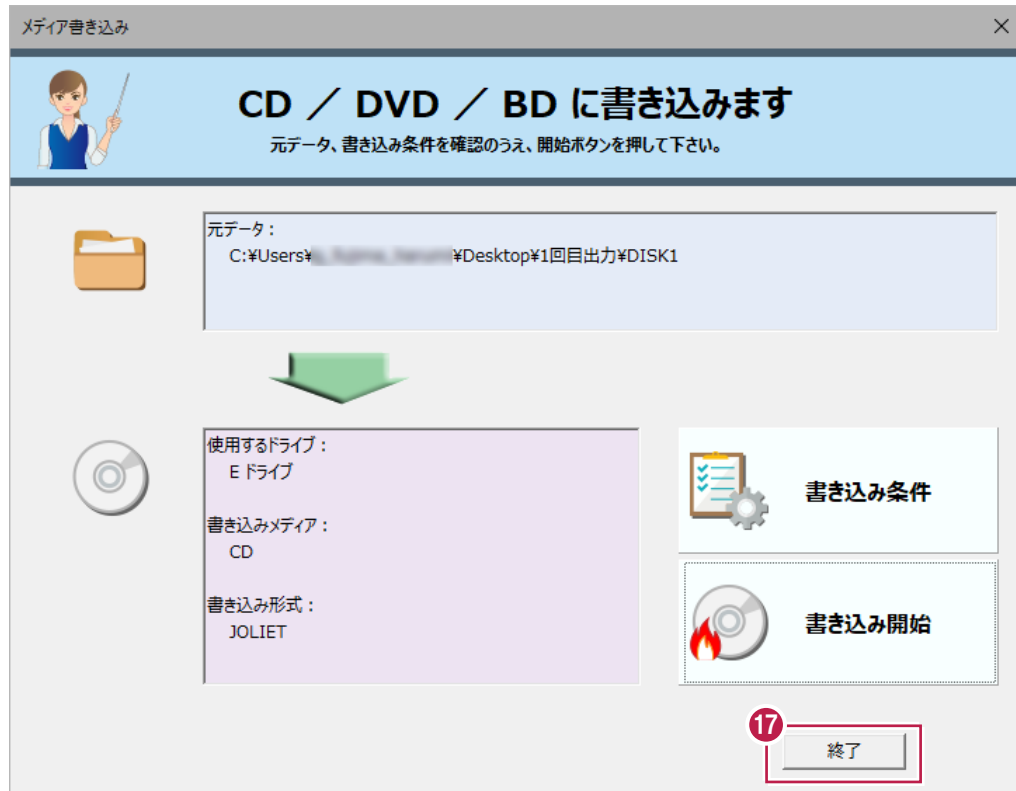 メディア書き込み
CD ／ DVD ／ BD に書き込みます
元データ、書き込み条件を確認のうえ、開始ボタンを押して下さい。
元データ：
C:¥Users¥ ¥Desktop¥1回目出力¥DISK1
使用するドライブ：
E ドライブ
書き込みメディア：
CD
書き込み形式：
JOLIET
書き込み条件
書き込み開始
17
終了